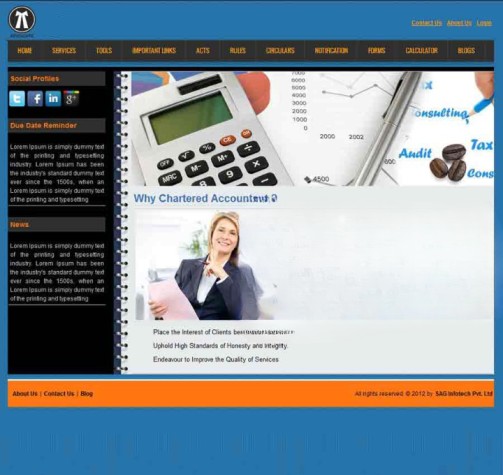 Contact Us About Us Login
HOME SERVICES TOOLS IMPORTANT LINKS ACTS RULES CIRCULARS NOTIFICATION FORMS CALCULATOR BLOGS
Social Profiles
Due Date Reminder
Lorem Ipsum is simply dummy text
of the printing and typesetting
industry. Lorem Ipsum has been
the industry's standard dummy text
ever since the 1500s, when an
Lorem Ipsum is simply dummy text
of the printing and typesetting
News
Lorem Ipsum is simply dummy text
of the printing and typesetting
industry. Lorem Ipsum has been
the industry's standard dummy text
ever since the 1500s, when an
Lorem Ipsum is simply dummy text
of the printing and typesetting
7000
6000
5000
4000
3000
2000
1000
0
2000 2002
4500
800
OFF
MRC M- M+
CE
Consulting
Audit Tax
Cons
Why Chartered
Place the Interest of Clients
Uphold High Standards of Honesty and Integrity.
Endeavour to Improve the Quality of Services
About Us | Contact Us | Blog
All rights reserved. © 2012 by SAG Infotech Pvt. Ltd